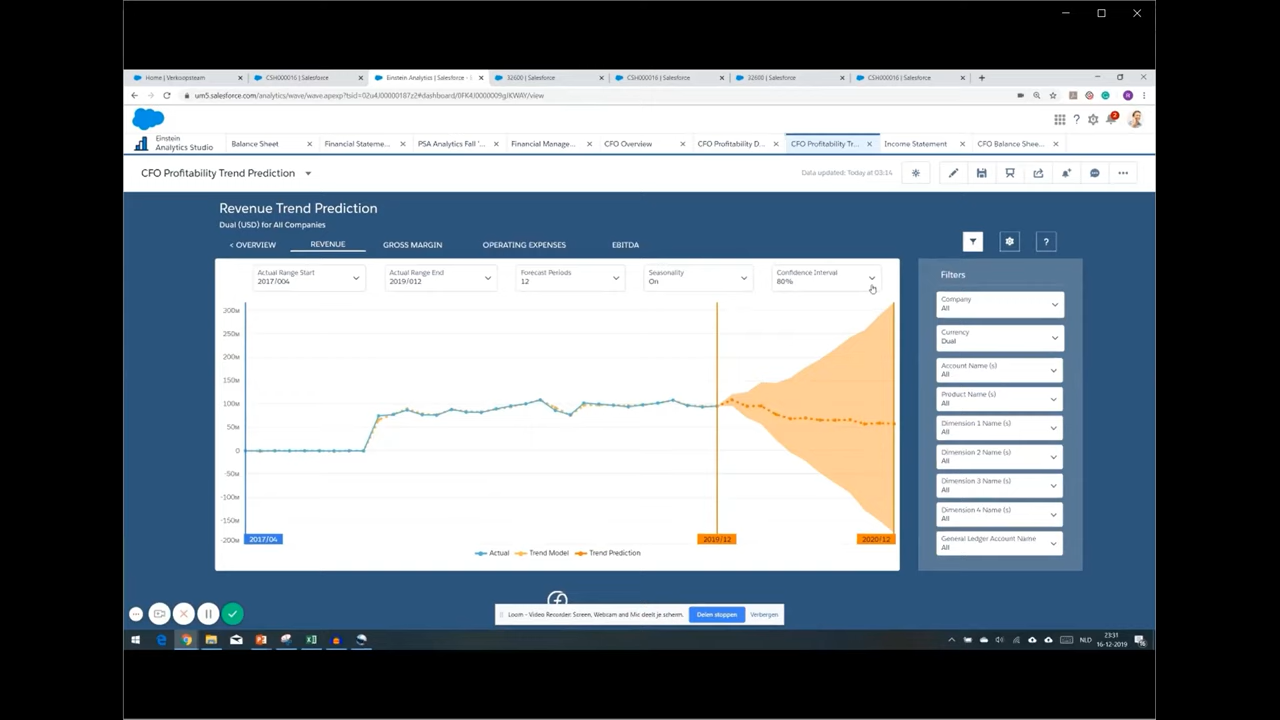 Home | Verkoopsteam
CSH000016 | Salesforce
Einstein Analytics | Salesforce -
32600 | Salesforce
CSH000016 | Salesforce
32600 | Salesforce
CSH000016 | Salesforce
Einstein
Analytics Studio
Balance Sheet
Financial Stateme...
PSA Analytics Fall '...
Financial Manage...
CFO Overview
CFO Profitability D...
CFO Profitability Tr...
Income Statement
CFO Balance Shee...
CFO Profitability Trend Prediction
Data updated: Today at 03:14
Revenue Trend Prediction
Dual (USD) for All Companies
< OVERVIEW
REVENUE
GROSS MARGIN
OPERATING EXPENSES
EBITDA
Actual Range Start
2017/004
Actual Range End
2019/012
Forecast Periods
12
Seasonality
On
Confidence Interval
80%
300M
250M
200M
150M
100M
50M
0
-50M
-100M
-150M
-200M
2017/04
2019/12
2020/12
Actual
Trend Model
Trend Prediction
Filters
Company
All
Currency
Dual
Account Name (s)
All
Product Name (s)
All
Dimension 1 Name (s)
All
Dimension 2 Name (s)
All
Dimension 3 Name (s)
All
Dimension 4 Name (s)
All
General Ledger Account Name
All
Loom - Video Recorder: Screen, Webcam and Mic deelt je scherm.
Delen stoppen
Verbergen
NLD
23:31
16-12-2019